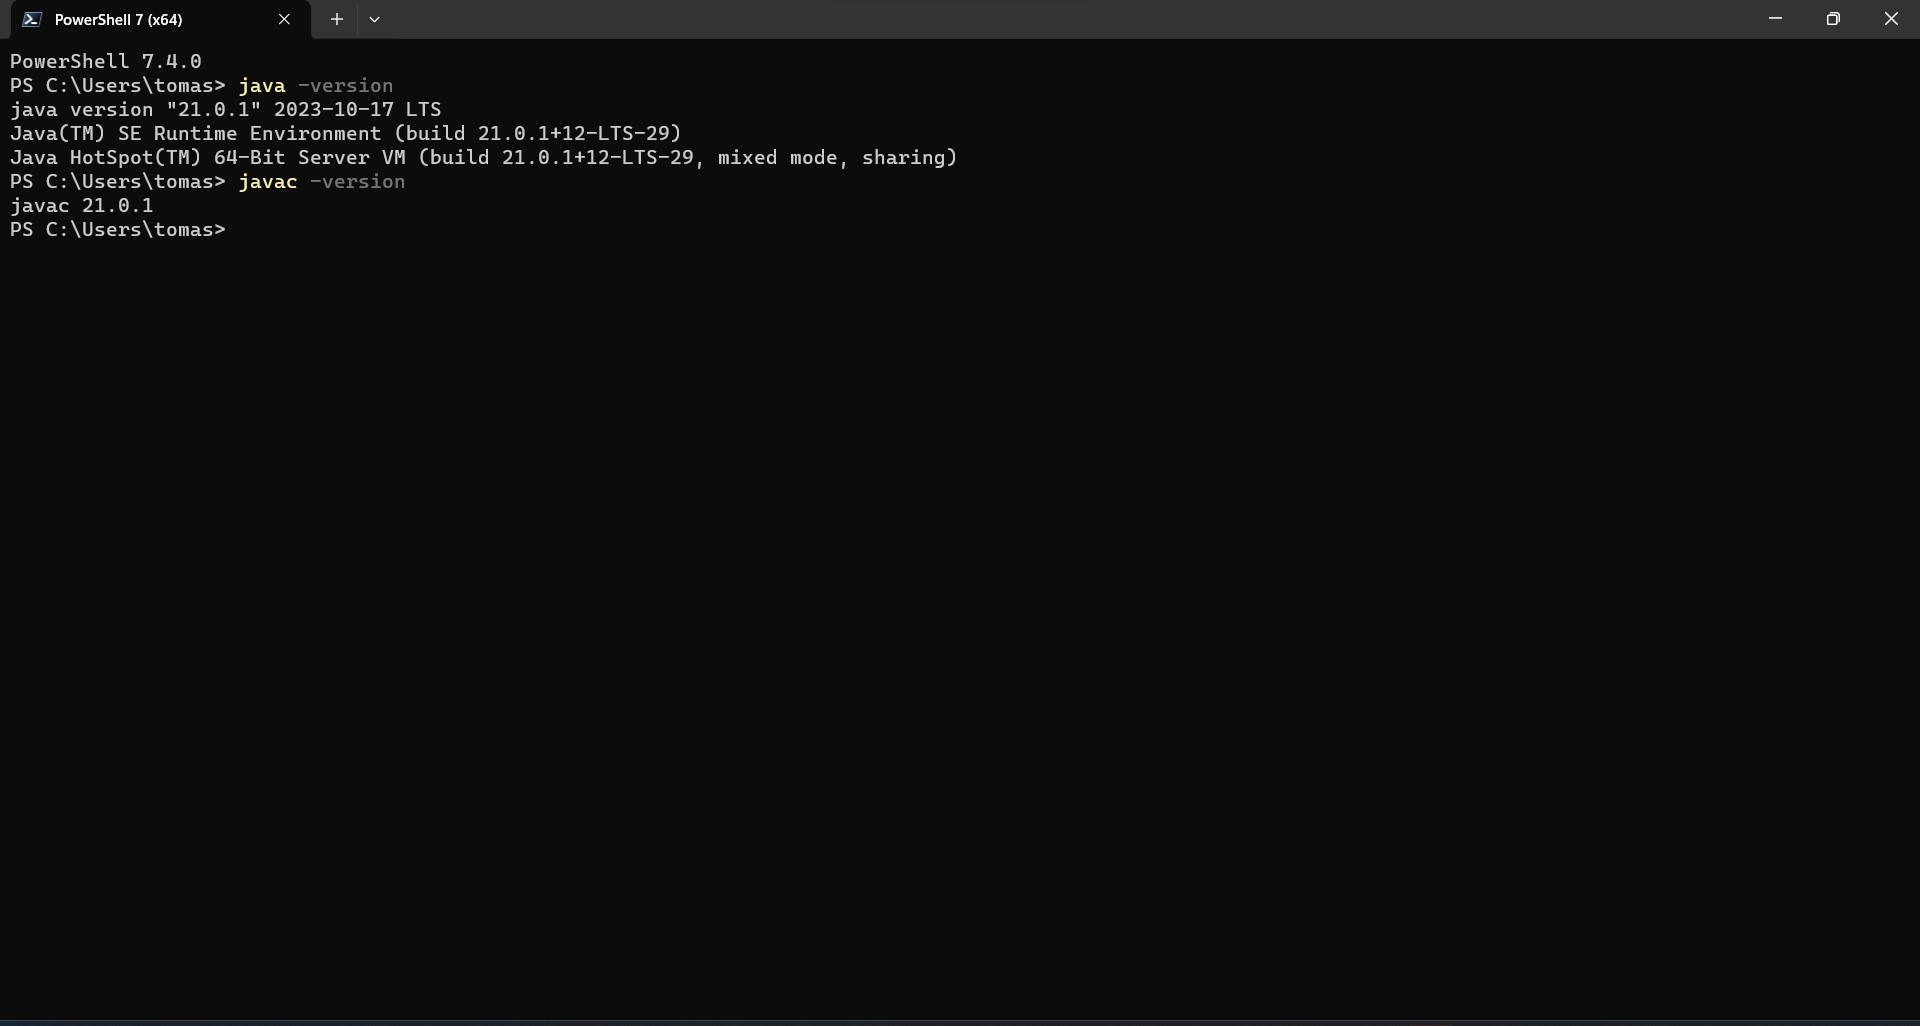 PowerShell 7 (x64)
PowerShell 7.4.0
PS C:\Users\tomas> java -version
java version "21.0.1" 2023-10-17 LTS
Java(TM) SE Runtime Environment (build 21.0.1+12-LTS-29)
Java HotSpot(TM) 64-Bit Server VM (build 21.0.1+12-LTS-29, mixed mode, sharing)
PS C:\Users\tomas> javac -version
javac 21.0.1
PS C:\Users\tomas>